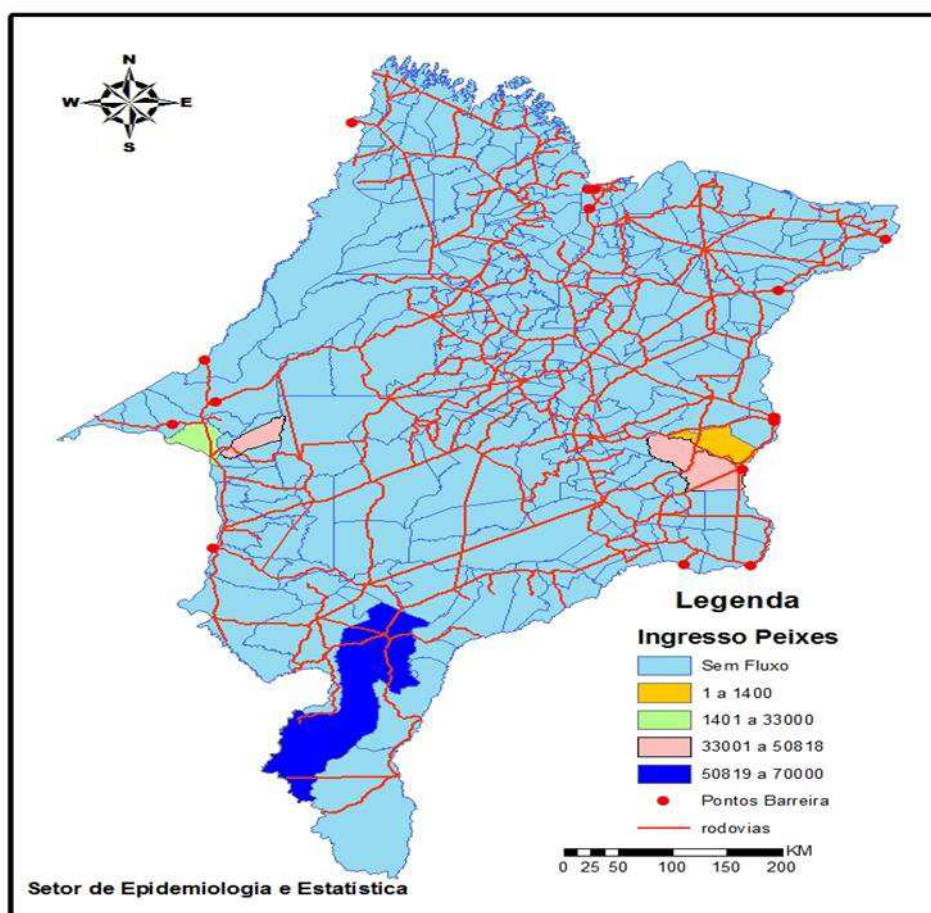 N
W E
S
Legenda
Ingresso Peixes
Sem Fluxo
1 a 1400
1401 a 33000
33001 a 50818
50819 a 70000
Pontos Barreira
rodovias
KM
0 25 50 100 150 200
Setor de Epidemiologia e Estatística